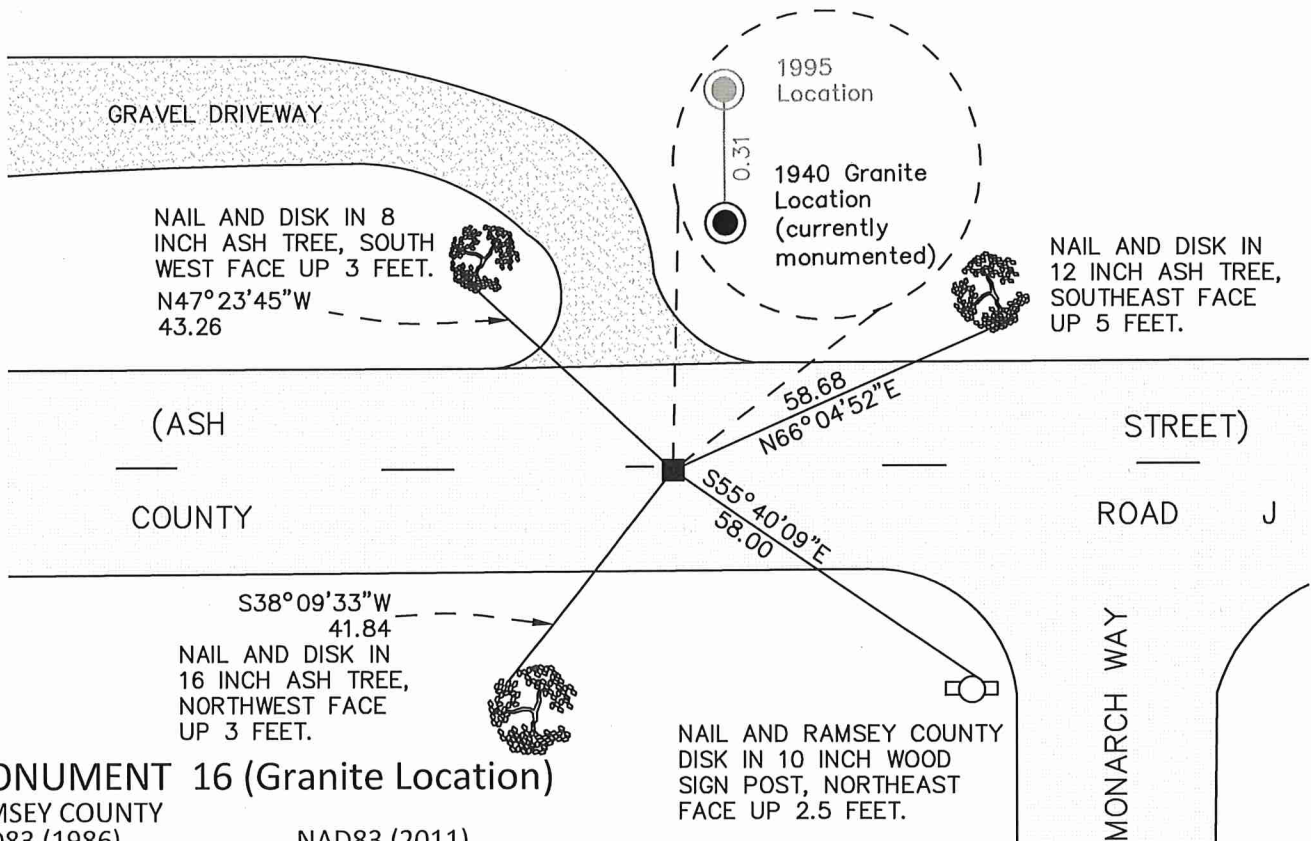 1995
Location
GRAVEL DRIVEWAY
0.31
1940 Granite
Location
(currently
monumented)
NAIL AND DISK IN 8
INCH ASH TREE, SOUTH
WEST FACE UP 3 FEET.
N47°23'45"W
43.26
NAIL AND DISK IN
12 INCH ASH TREE,
SOUTHEAST FACE
UP 5 FEET.
58.68
N66°04'52"E
(ASH
STREET)
COUNTY
ROAD J
S55°40'09"E
58.00
S38°09'33"W
41.84
NAIL AND DISK IN
16 INCH ASH TREE,
NORTHWEST FACE
UP 3 FEET.
NAIL AND RAMSEY COUNTY
DISK IN 10 INCH WOOD
SIGN POST, NORTHEAST
FACE UP 2.5 FEET.
MONARCH WAY
ONUMENT 16 (Granite Location)
MSEY COUNTY
D83 (1986)
NAD83 (2011)